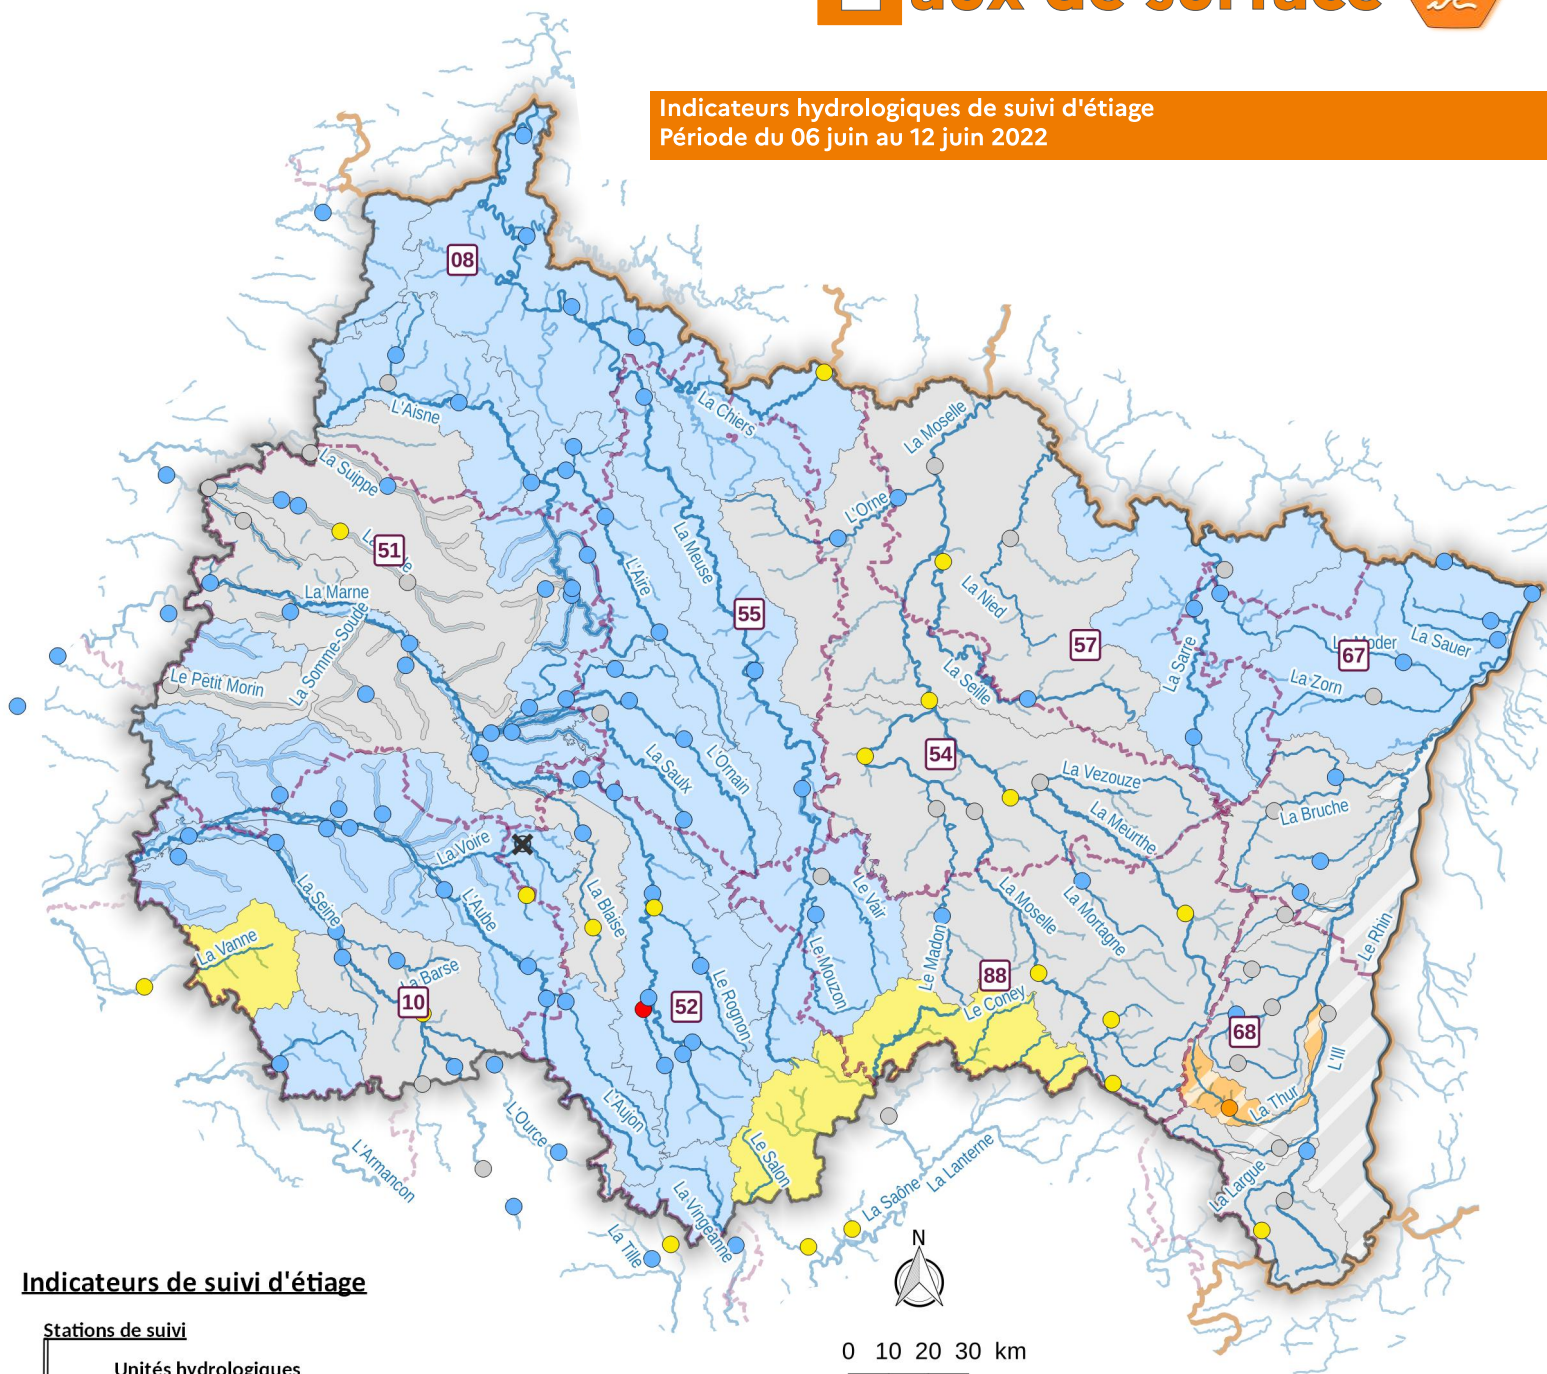 aux de surface
Indicateurs hydrologiques de suivi d'étiage
Période du 06 juin au 12 juin 2022
08
L'Aisne
La Chiers
La Moselle
La Suippe
L'Orne
51
La Meuse
L'Aire
La Nied
La Marne
La Somme-Soude
55
57
La Sarre
67
La Sauer
Le Petit Morin
La Seille
La Zorn
54
La Saulx
L'Ornain
La Vezouze
La Meurthe
La Bruche
La Voire
La Seine
L'Aube
La Blaise
Le Vair
La Moselle
La Mortagne
Le Rhin
La Vanne
La Barse
10
52
Le Rognon
Le Mouzon
Le Madon
88
Le Coney
68
L'Ill
La Thur
L'Aujon
L'Ource
L'Armançon
Le Salon
La Lanterne
La Saône
La Largue
La Vingeanne
La Tille
N
Indicateurs de suivi d'étiage
Stations de suivi
Unités hydrologiques
0 10 20 30 km